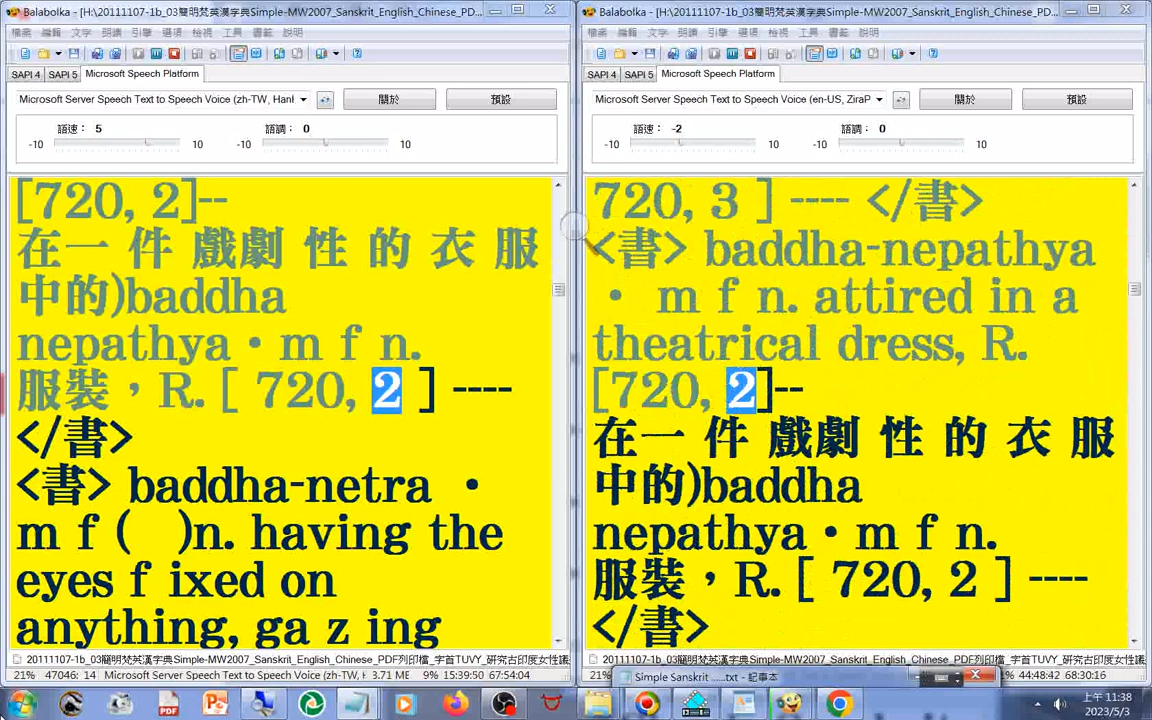 Balabolka - [H:\20111107-1b_03簡明梵英漢字典Simple-MW2007_Sanskrit_English_Chinese_PD...
檔案 編輯 文字 朗讀 引擎 選項 檢視 工具 書籤 說明
SAPI 4 SAPI 5 Microsoft Speech Platform
Microsoft Server Speech Text to Speech Voice (zh-TW, HanH 關於 預設
語速： 5 語調： 0
-10 10 -10 10
[720, 2]--
在一 件 戲劇 性 的 衣 服
中的)baddha
nepathya • m f n.
服裝，R. [ 720, 2 ] ----
</書>
<書> baddha-netra •
m f ( )n. having the
eyes f ixed on
anything, ga z ing
20111107-1b_03簡明梵英漢字典Simple-MW2007_Sanskrit_English_Chinese_PDF列印檔_字首TUVY_研究古印度女性議
21% 47046: 14 Microsoft Server Speech Text to Speech Voice (zh-TW, H 3.71 ME 9% 15:39:50 67:54:04
Balabolka - [H:\20111107-1b_03簡明梵英漢字典Simple-MW2007_Sanskrit_English_Chinese_PD...
檔案 編輯 文字 朗讀 引擎 選項 檢視 工具 書籤 說明
SAPI 4 SAPI 5 Microsoft Speech Platform
Microsoft Server Speech Text to Speech Voice (en-US, ZiraP 關於 預設
語速： -2 語調： 0
-10 10 -10 10
720, 3 ] ---- </書>
<書> baddha-nepathya
• m f n. attired in a
theatrical dress, R.
[720, 2]--
在一 件 戲劇 性 的 衣 服
中的)baddha
nepathya • m f n.
服裝，R. [ 720, 2 ] ----
</書>
20111107-1b_03簡明梵英漢字典Simple-MW2007_Sanskrit_English_Chinese_PDF列印檔_字首TUVY_研究古印度女性議
21% 44:48:42 68:30:16
Simple Sanskrit ......txt - 記事本
上午 11:38
2023/5/3